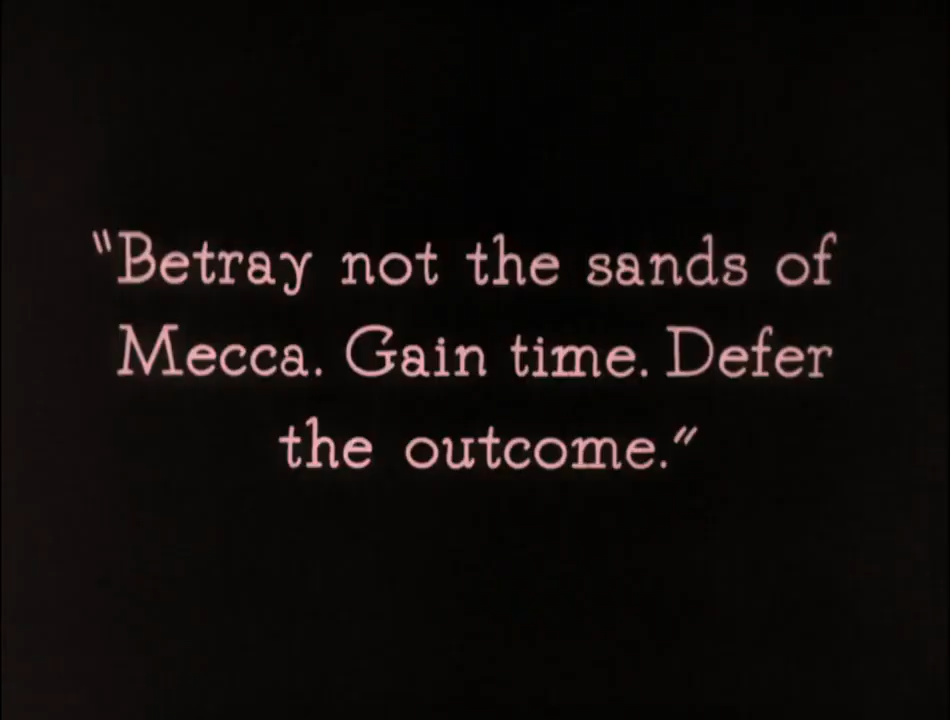 "Betray not the sands of
Mecca. Gain time. Defer
the outcome."